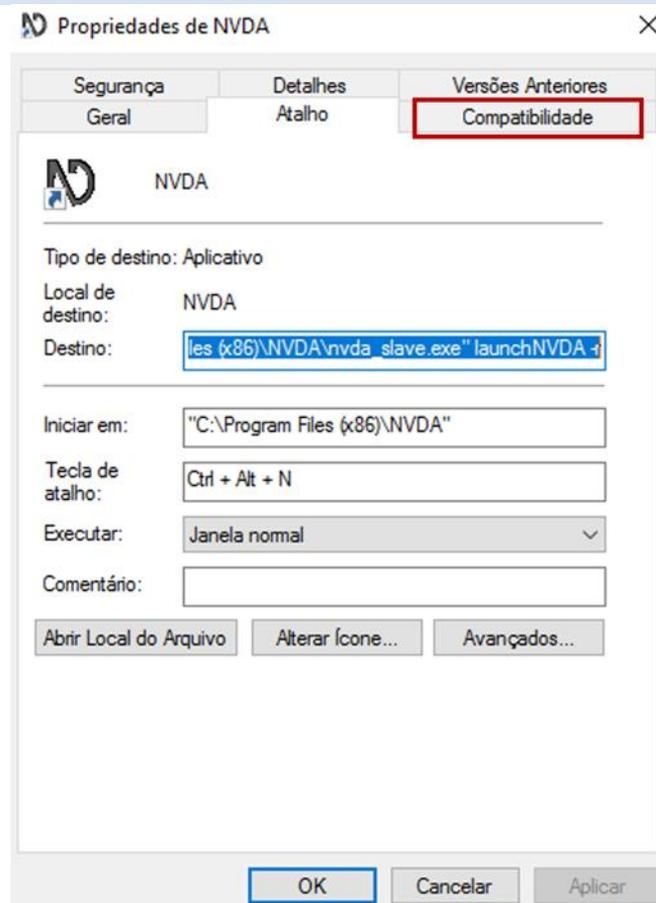 Propriedades de NVDA
Segurança Detalhes Versões Anteriores
Geral Atalho Compatibilidade
NVDA
Tipo de destino: Aplicativo
Local de destino: NVDA
Destino: les (x86)\NVDA\nvda_slave.exe" launchNVDA -r
Iniciar em: "C:\Program Files (x86)\NVDA"
Tecla de atalho: Ctrl + Alt + N
Executar: Janela normal
Comentário:
Abrir Local do Arquivo Alterar Ícone... Avançados...
OK Cancelar Aplicar